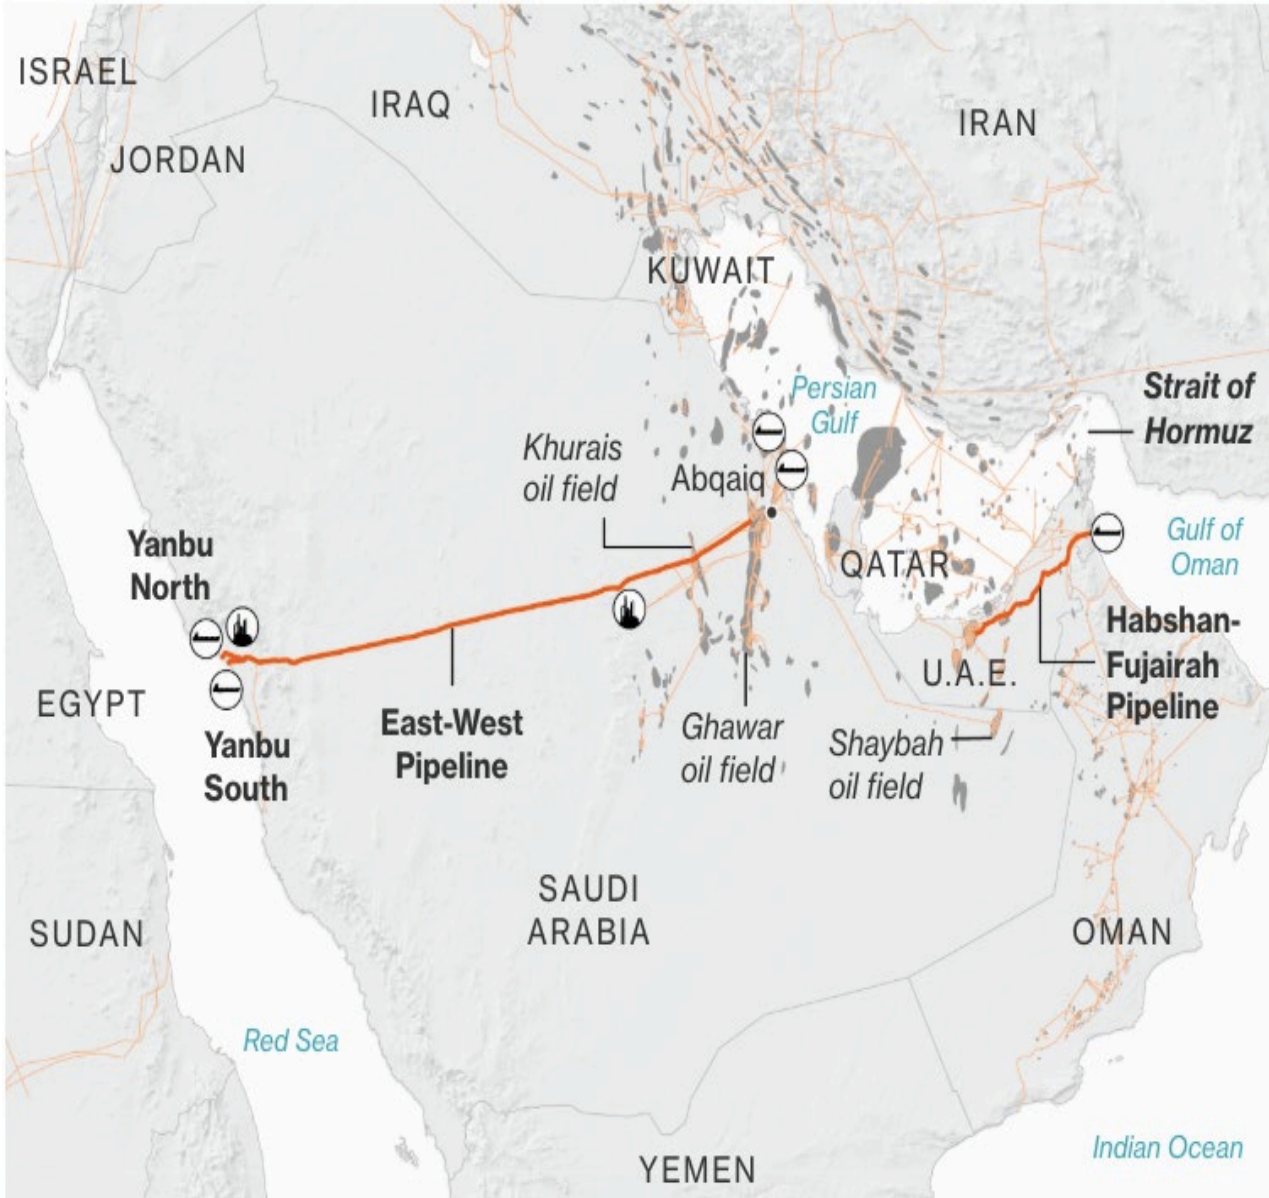 ISRAEL
IRAQ
IRAN
JORDAN
KUWAIT
Persian
Gulf
Strait of
Hormuz
Khurais
oil field
Abqaiq
Yanbu
North
QATAR
Gulf of
Oman
Habshan-
Fujairah
Pipeline
U.A.E.
EGYPT
East-West
Pipeline
Ghawar
oil field
Shaybah
oil field
Yanbu
South
SAUDI
ARABIA
SUDAN
OMAN
Red Sea
Indian Ocean
YEMEN